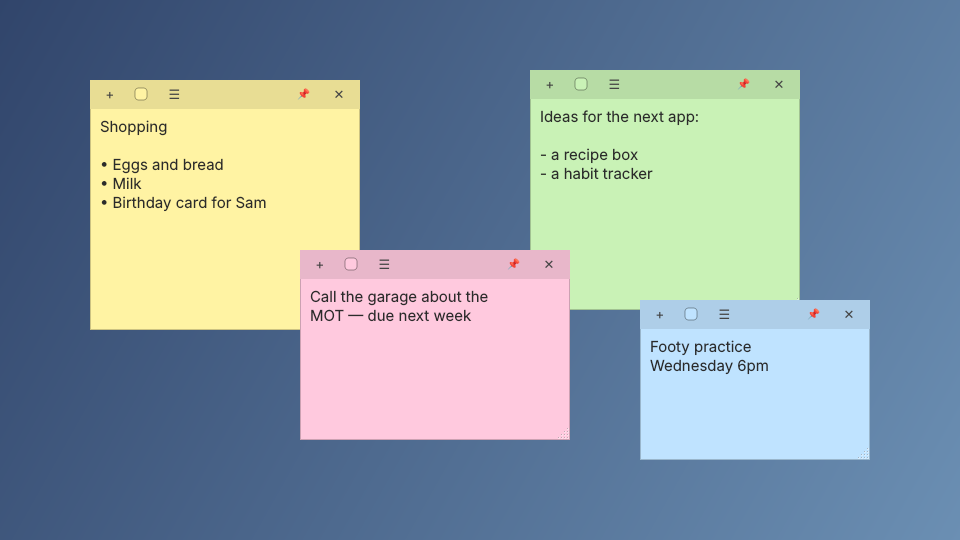 Shopping
• Eggs and bread
• Milk
• Birthday card for Sam
Ideas for the next app:
- a recipe box
- a habit tracker
Call the garage about the
MOT — due next week
Footy practice
Wednesday 6pm